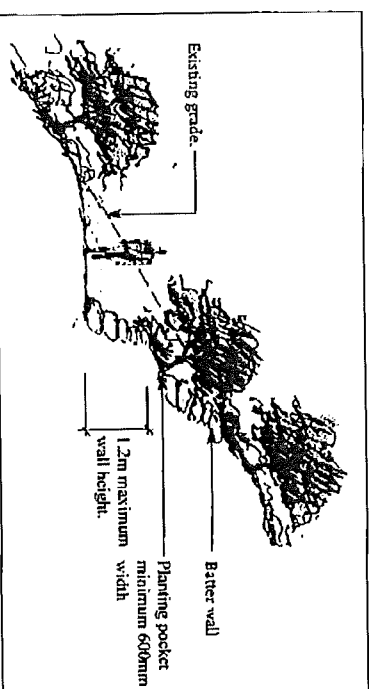 Existing grade.
Batter wall
Planting pocket
minimum 600mm
width
1.2m maximum
wall height.